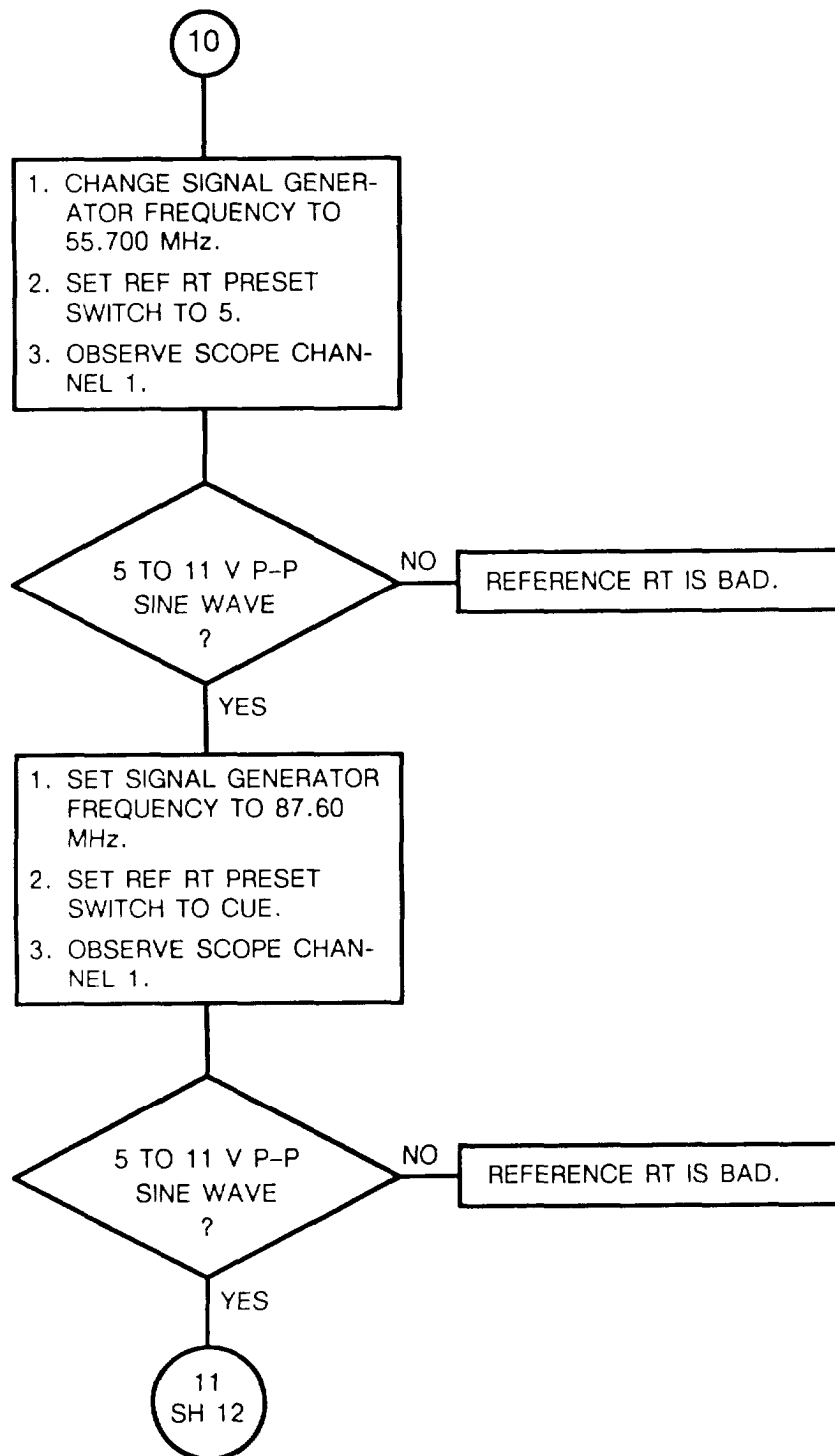 10
1. CHANGE SIGNAL GENER-
ATOR FREQUENCY TO
55.700 MHz.
2. SET REF RT PRESET
SWITCH TO 5.
3. OBSERVE SCOPE CHAN-
NEL 1.
5 TO 11 V P-P
SINE WAVE
?
NO
REFERENCE RT IS BAD.
YES
1. SET SIGNAL GENERATOR
FREQUENCY TO 87.60
MHz.
2. SET REF RT PRESET
SWITCH TO CUE.
3. OBSERVE SCOPE CHAN-
NEL 1.
5 TO 11 V P-P
SINE WAVE
?
NO
REFERENCE RT IS BAD.
YES
11
SH 12